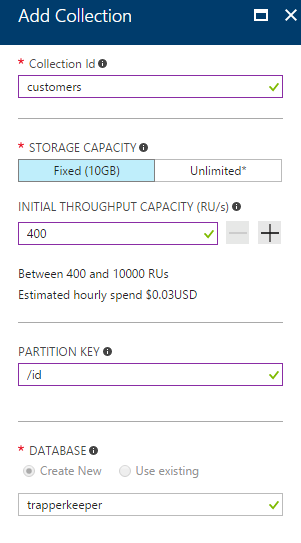 Add Collection
* Collection Id
customers
* STORAGE CAPACITY
Fixed (10GB) Unlimited*
INITIAL THROUGHPUT CAPACITY (RU/s)
400
Between 400 and 10000 RUs
Estimated hourly spend $0.03USD
PARTITION KEY
/id
* DATABASE
Create New Use existing
trapperkeeper